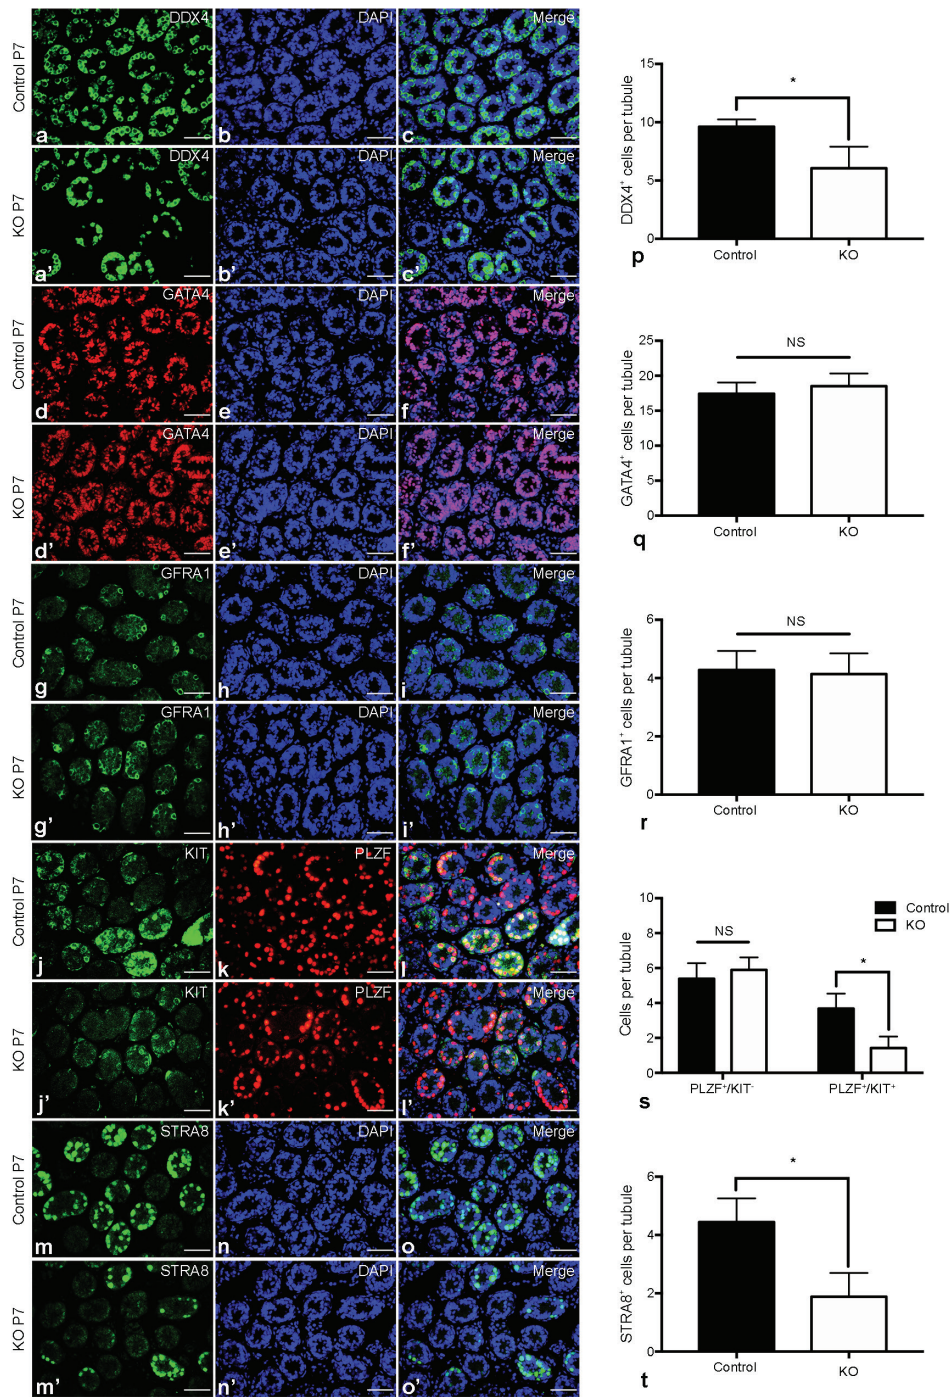 Control P7
DDX4
DAPI
Merge
a
b
c
KO P7
DDX4
DAPI
Merge
a'
b'
c'
Control P7
GATA4
DAPI
Merge
d
e
f
KO P7
GATA4
DAPI
Merge
d'
e'
f'
Control P7
GFRA1
DAPI
Merge
g
h
i
KO P7
GFRA1
DAPI
Merge
g'
h'
i'
Control P7
KIT
PLZF
Merge
j
k
l
KO P7
KIT
PLZF
Merge
j'
k'
l'
Control P7
STRA8
DAPI
Merge
m
n
o
KO P7
STRA8
DAPI
Merge
m'
n'
o'
DDX4⁺ cells per tubule
15
10
5
0
*
Control
KO
p
GATA4⁺ cells per tubule
25
20
15
10
5
0
NS
Control
KO
q
GFRA1⁺ cells per tubule
6
4
2
0
NS
Control
KO
r
Cells per tubule
10
8
6
4
2
0
NS
*
Control
KO
PLZF⁺/KIT⁻
PLZF⁺/KIT⁺
s
STRA8⁺ cells per tubule
6
4
2
0
*
Control
KO
t